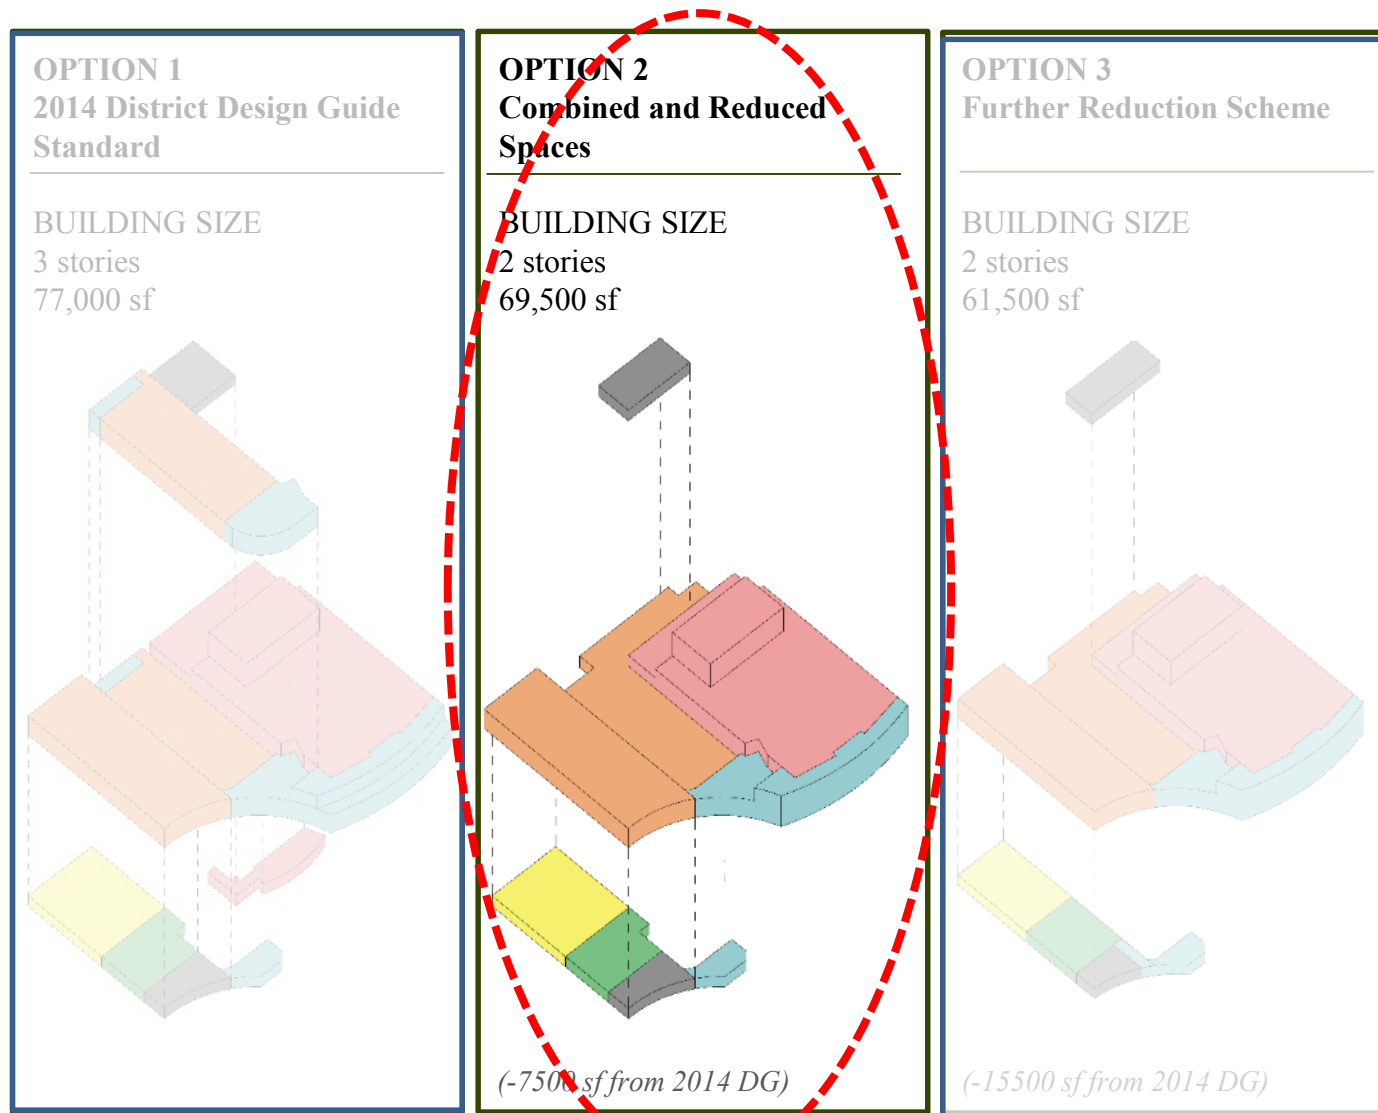 OPTION 1
2014 District Design Guide
Standard
BUILDING SIZE
3 stories
77,000 sf
OPTION 2
Combined and Reduced
Spaces
BUILDING SIZE
2 stories
69,500 sf
(-7500 sf from 2014 DG)
OPTION 3
Further Reduction Scheme
BUILDING SIZE
2 stories
61,500 sf
(-15500 sf from 2014 DG)